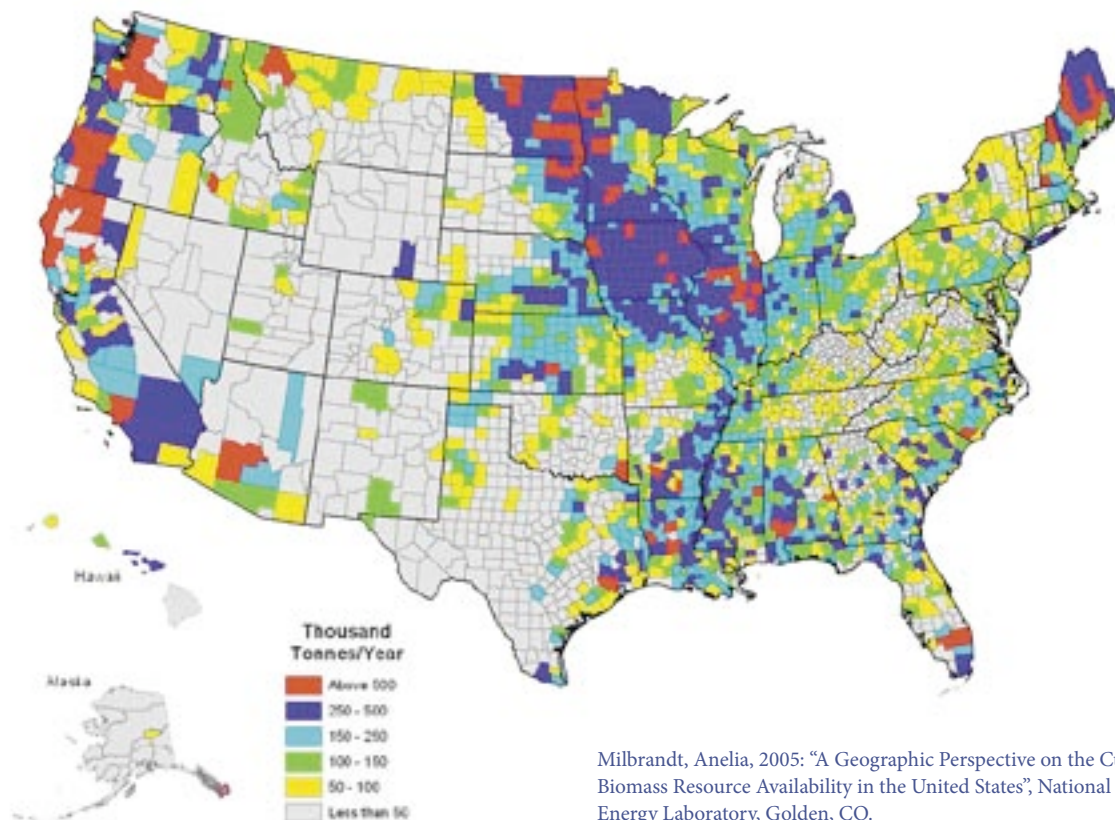 Hawaii
Alaska
Thousand
Tonnes/Year
Above 500
250 - 500
150 - 250
100 - 150
50 - 100
Less than 50
Milbrandt, Anelia, 2005: “A Geographic Perspective on the Cu
Biomass Resource Availability in the United States”, National
Energy Laboratory, Golden, CO.